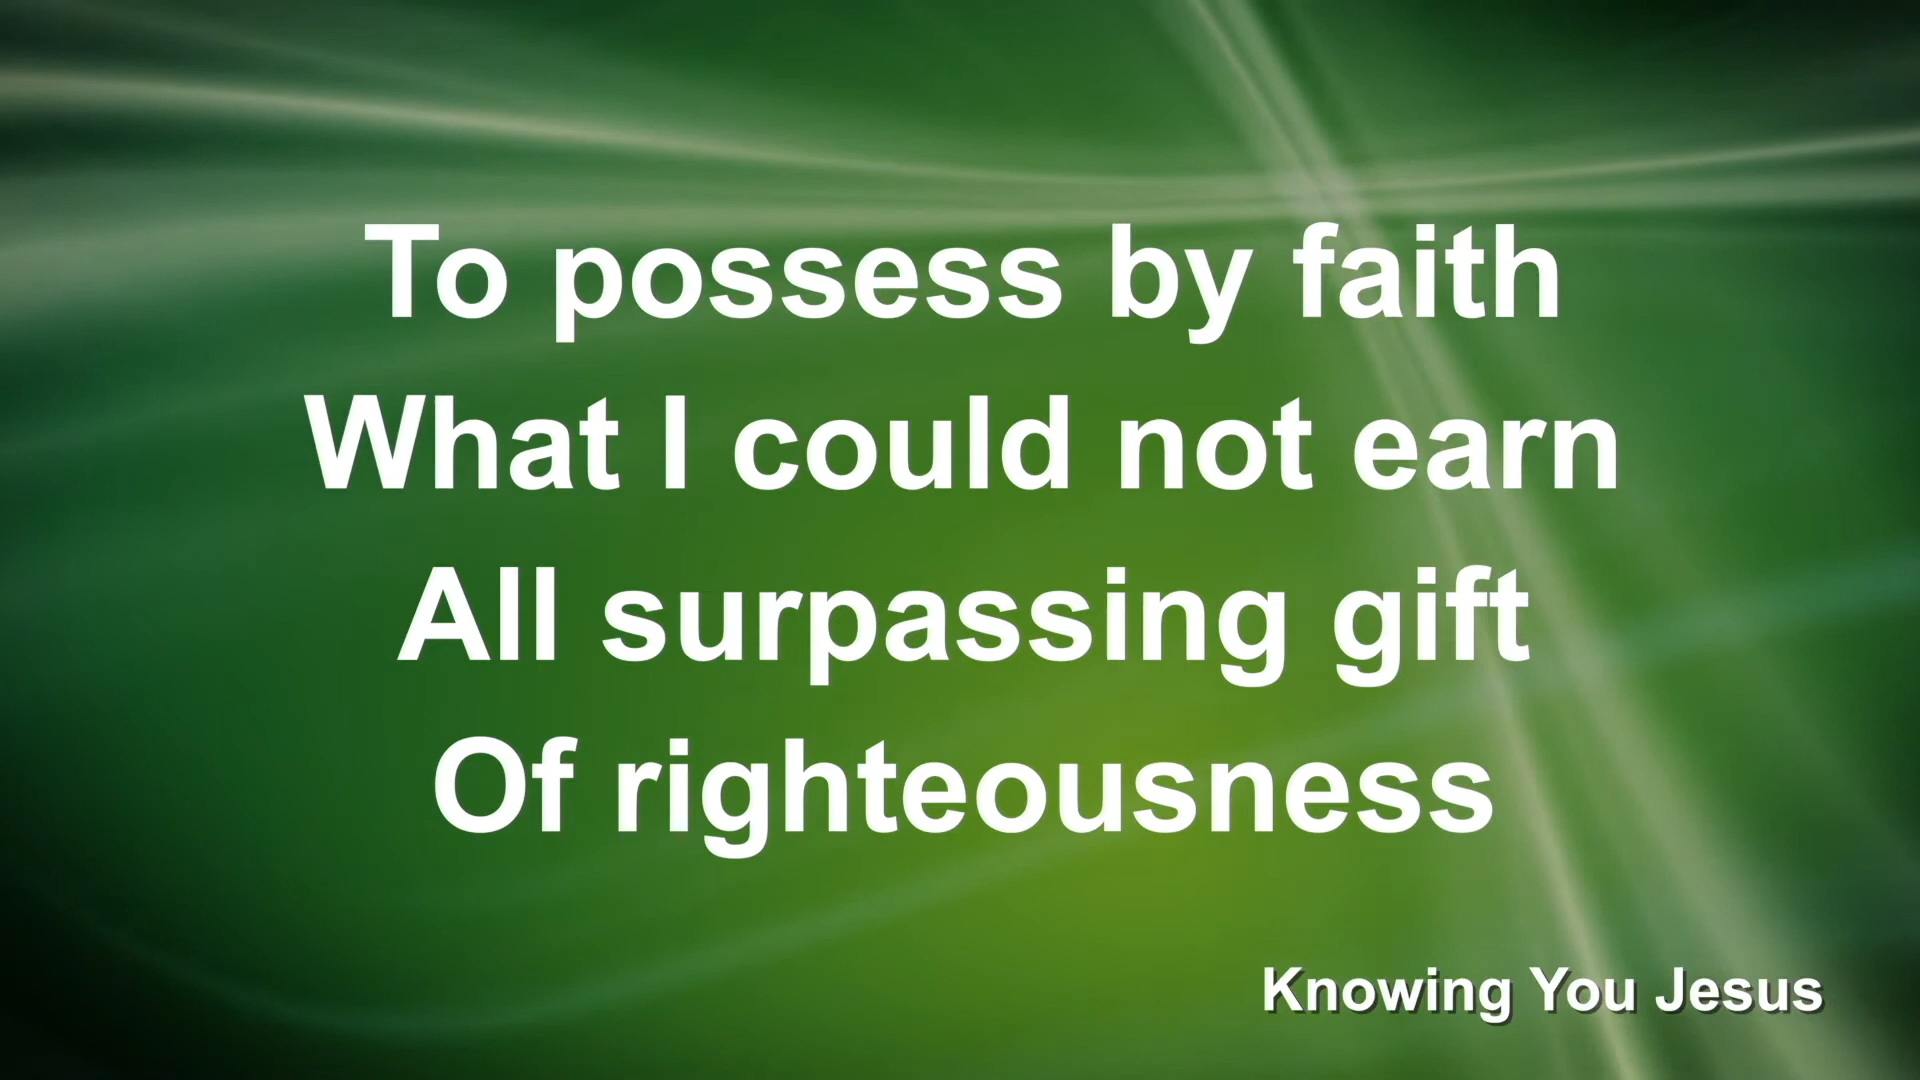 To possess by faith
What I could not earn
All surpassing gift
Of righteousness
Knowing You Jesus